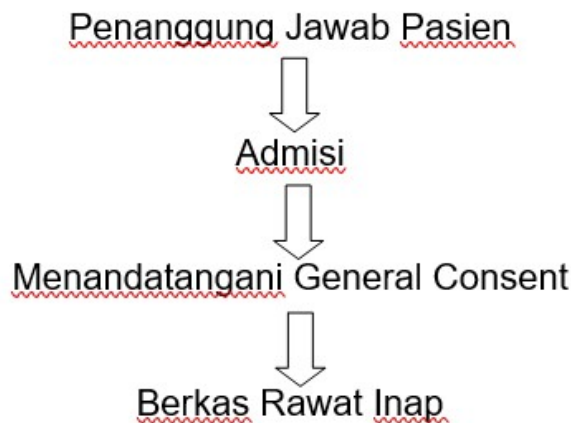 Penanggung Jawab Pasien
Admisi
Menandatangani General Consent
Berkas Rawat Inap